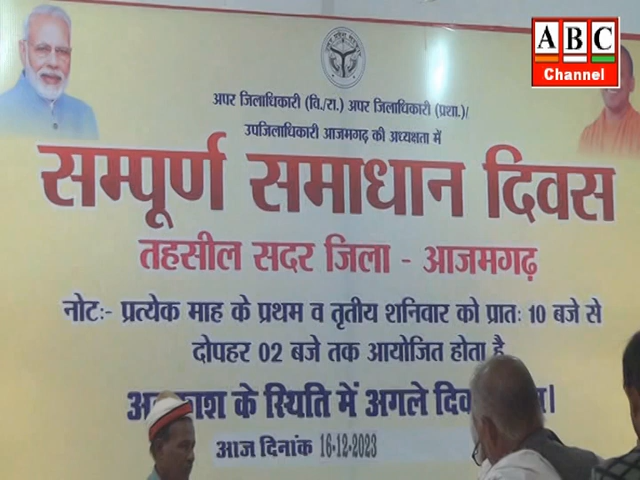 ABC
Channel
अपर जिलाधिकारी (वि./रा.) अपर जिलाधिकारी (प्रशा.)/
उपजिलाधिकारी आजमगढ़ की अध्यक्षता में
सम्पूर्ण समाधान दिवस
तहसील सदर जिला - आजमगढ़
नोटः- प्रत्येक माह के प्रथम व तृतीय शनिवार को प्रातः 10 बजे से
दोपहर 02 बजे तक आयोजित होता है
के स्थिति में अगले
आज दिनांक 16-12-2023